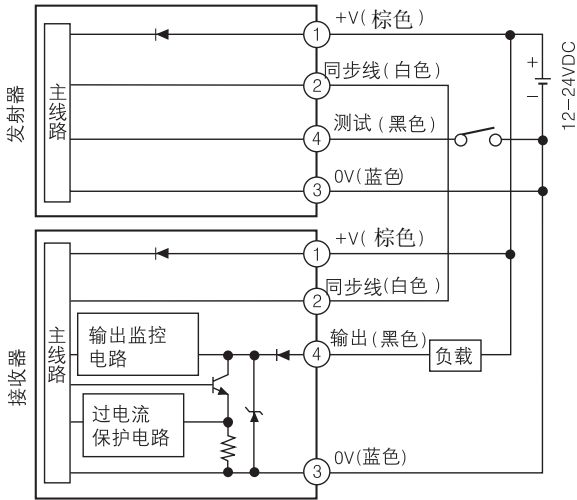 +V(棕色)
1
同步线(白色)
2
测试(黑色)
4
0V(蓝色)
3
发射器
主线路
+
−
12−24VDC
+V(棕色)
1
同步线(白色)
2
输出(黑色)
4
负载
0V(蓝色)
3
接收器
主线路
输出监控
电路
过电流
保护电路